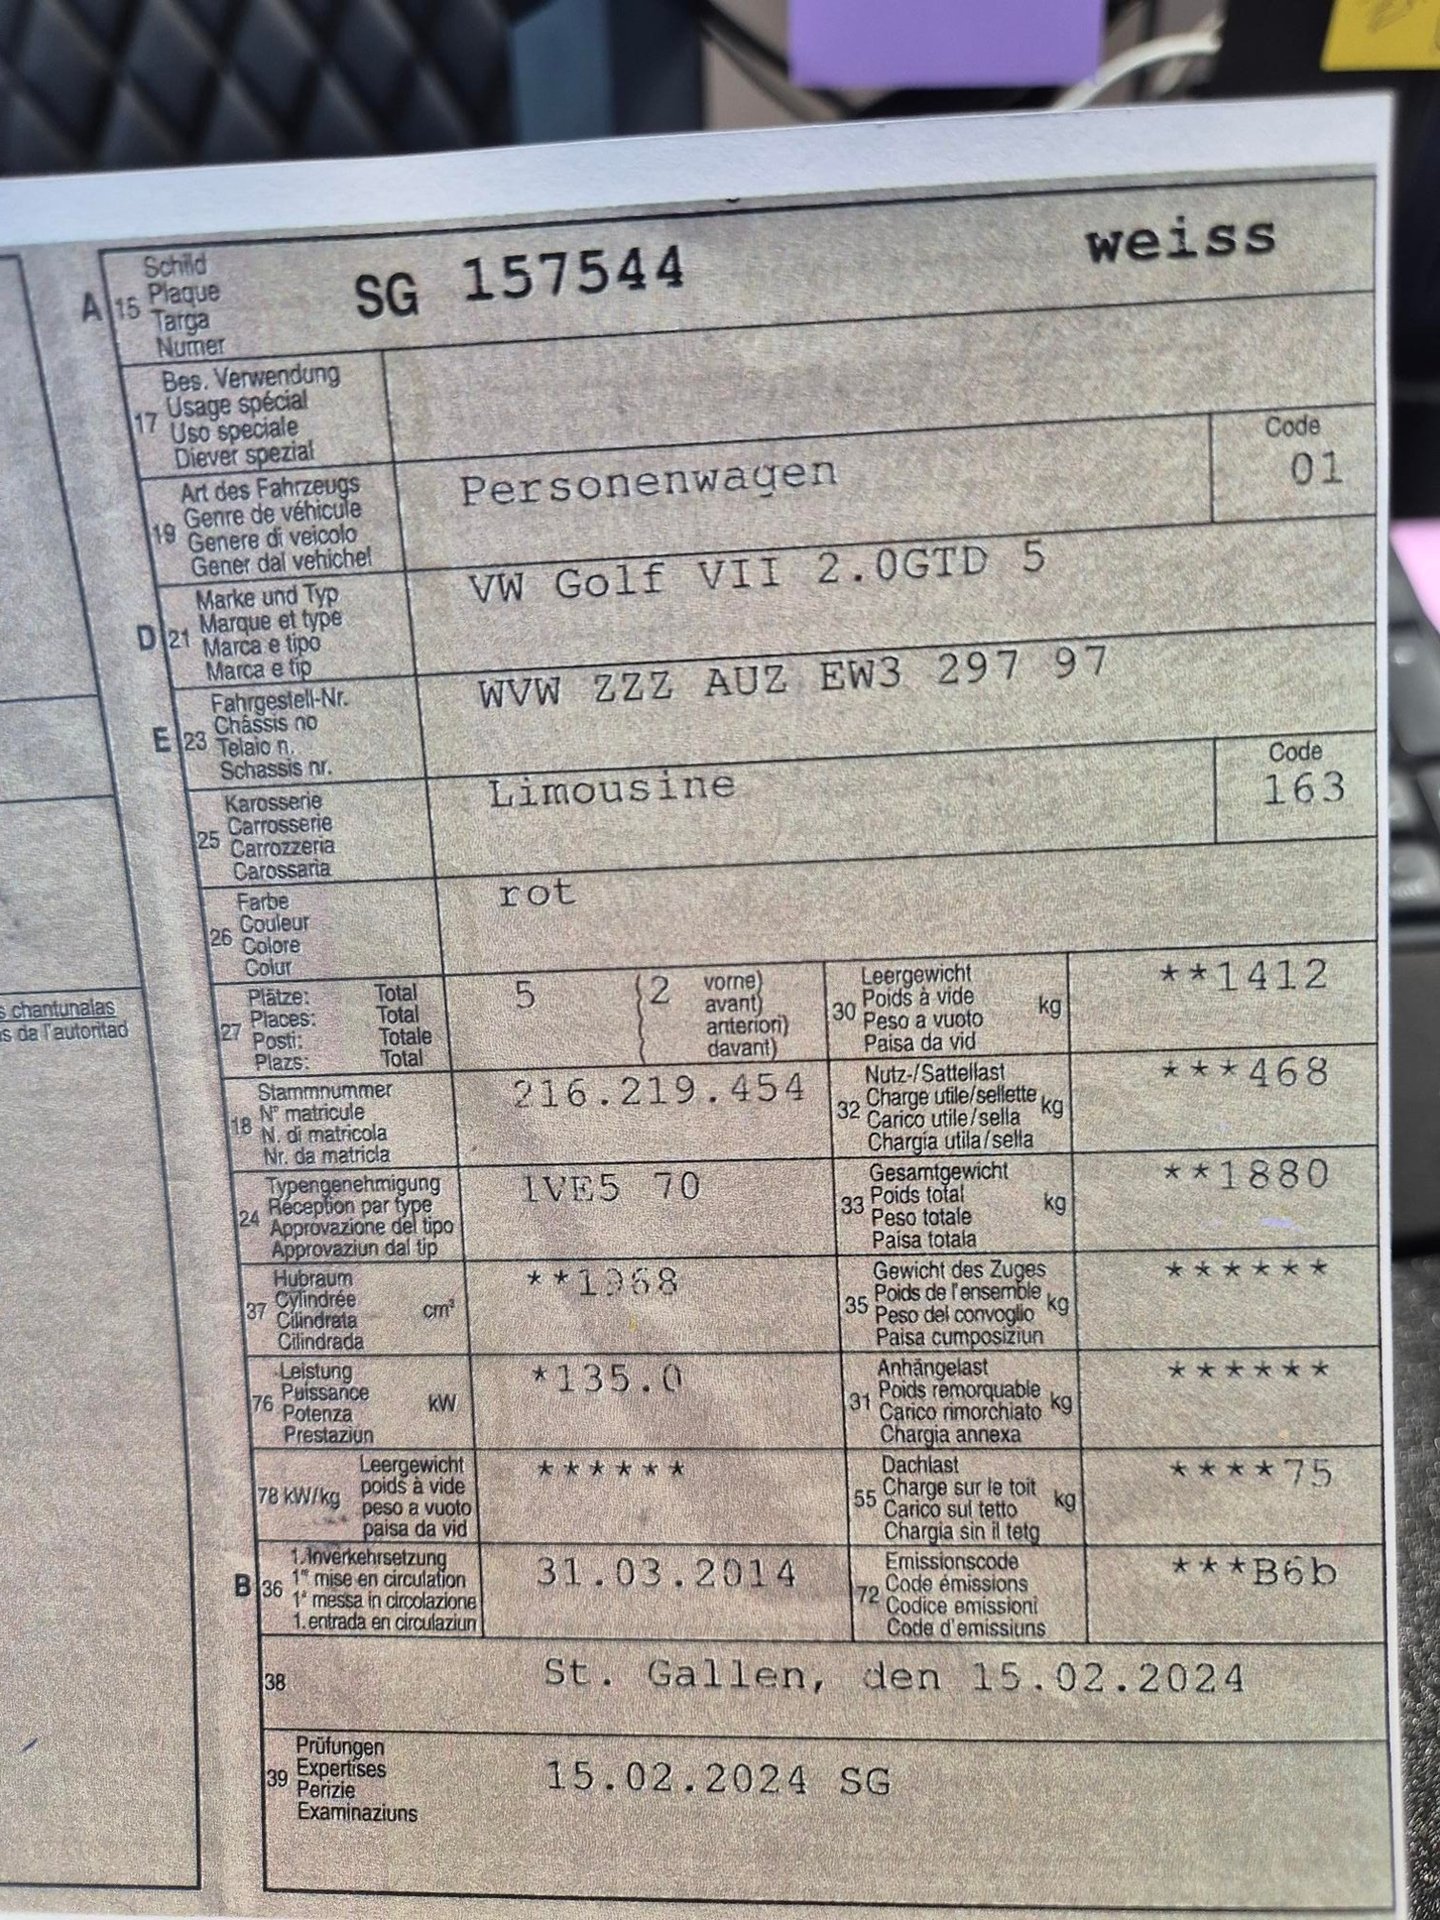 A 15 Schild
Plaque
Targa
Numer
SG 157544 weiss
17 Bes. Verwendung
Usage spécial
Uso speciale
Diever spezial
19 Art des Fahrzeugs
Genre de véhicule
Genere di veicolo
Gener dal vehichel
Personenwagen
Code
01
D 21 Marke und Typ
Marque et type
Marca e tipo
Marca e tip
VW Golf VII 2.0GTD 5
E 23 Fahrgestell-Nr.
Châssis no
Telaio n.
Schassis nr.
WVW ZZZ AUZ EW3 297 97
25 Karosserie
Carrosserie
Carrozzeria
Carossaria
Limousine
Code
163
26 Farbe
Couleur
Colore
Colur
rot
s chantunalas
s da l'autoritad
27 Plätze: Total
Places: Total
Posti: Totale
Plazs: Total
5 (2 vorne)
avant)
anteriori)
davant)
30 Leergewicht
Poids à vide kg
Peso a vuoto
Paisa da vid
**1412
18 Stammnummer
N° matricule
N. di matricola
Nr. da matricla
216.219.454
32 Nutz-/Sattellast
Charge utile/sellette kg
Carico utile/sella
Chargia utila/sella
***468
24 Typengenehmigung
Réception par type
Approvazione del tipo
Approvaziun dal tip
1VE5 70
33 Gesamtgewicht
Poids total kg
Peso totale
Paisa totala
**1880
37 Hubraum
Cylindrée cm³
Cilindrata
Cilindrada
**1968
35 Gewicht des Zuges
Poids de l'ensemble kg
Peso del convoglio
Paisa cumposiziun
******
76 Leistung
Puissance kW
Potenza
Prestaziun
*135.0
31 Anhängelast
Poids remorquable kg
Carico rimorchiato
Chargia annexa
******
78 kW/kg Leergewicht
poids à vide
peso a vuoto
paisa da vid
******
55 Dachlast
Charge sur le toit kg
Carico sul tetto
Chargia sin il tetg
****75
B 36 1. Inverkehrsetzung
1re mise en circulation
1a messa in circolazione
1. entrada en circulaziun
31.03.2014
72 Emissionscode
Code émissions
Codice emissioni
Code d'emissiuns
***B6b
38 St. Gallen, den 15.02.2024
39 Prüfungen
Expertises
Perizie
Examinaziuns
15.02.2024 SG